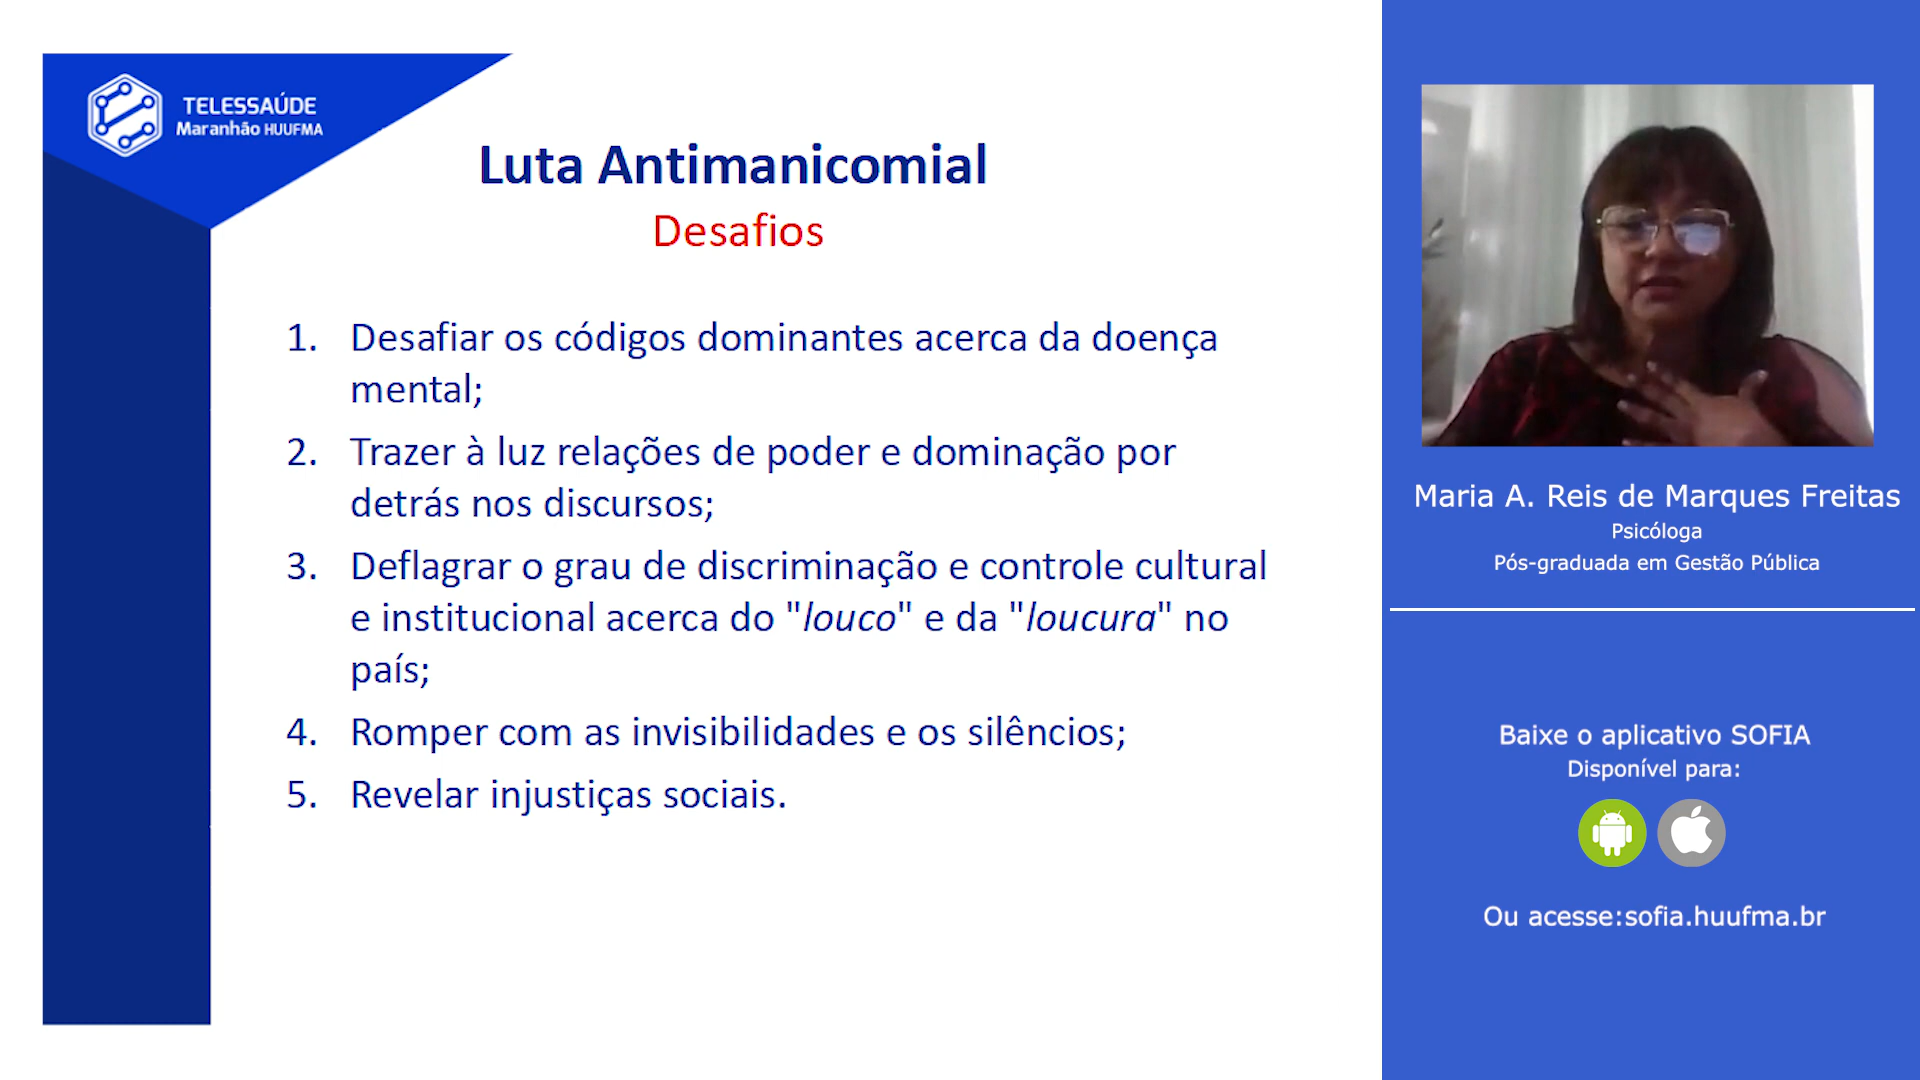 TELESSAÚDE
Maranhão HUUFMA
Luta Antimanicomial
Desafios
1. Desafiar os códigos dominantes acerca da doença
mental;
2. Trazer à luz relações de poder e dominação por
detrás nos discursos;
3. Deflagrar o grau de discriminação e controle cultural
e institucional acerca do "louco" e da "loucura" no
país;
4. Romper com as invisibilidades e os silêncios;
5. Revelar injustiças sociais.
Maria A. Reis de Marques Freitas
Psicóloga
Pós-graduada em Gestão Pública
Baixe o aplicativo SOFIA
Disponível para:
Ou acesse:sofia.huufma.br